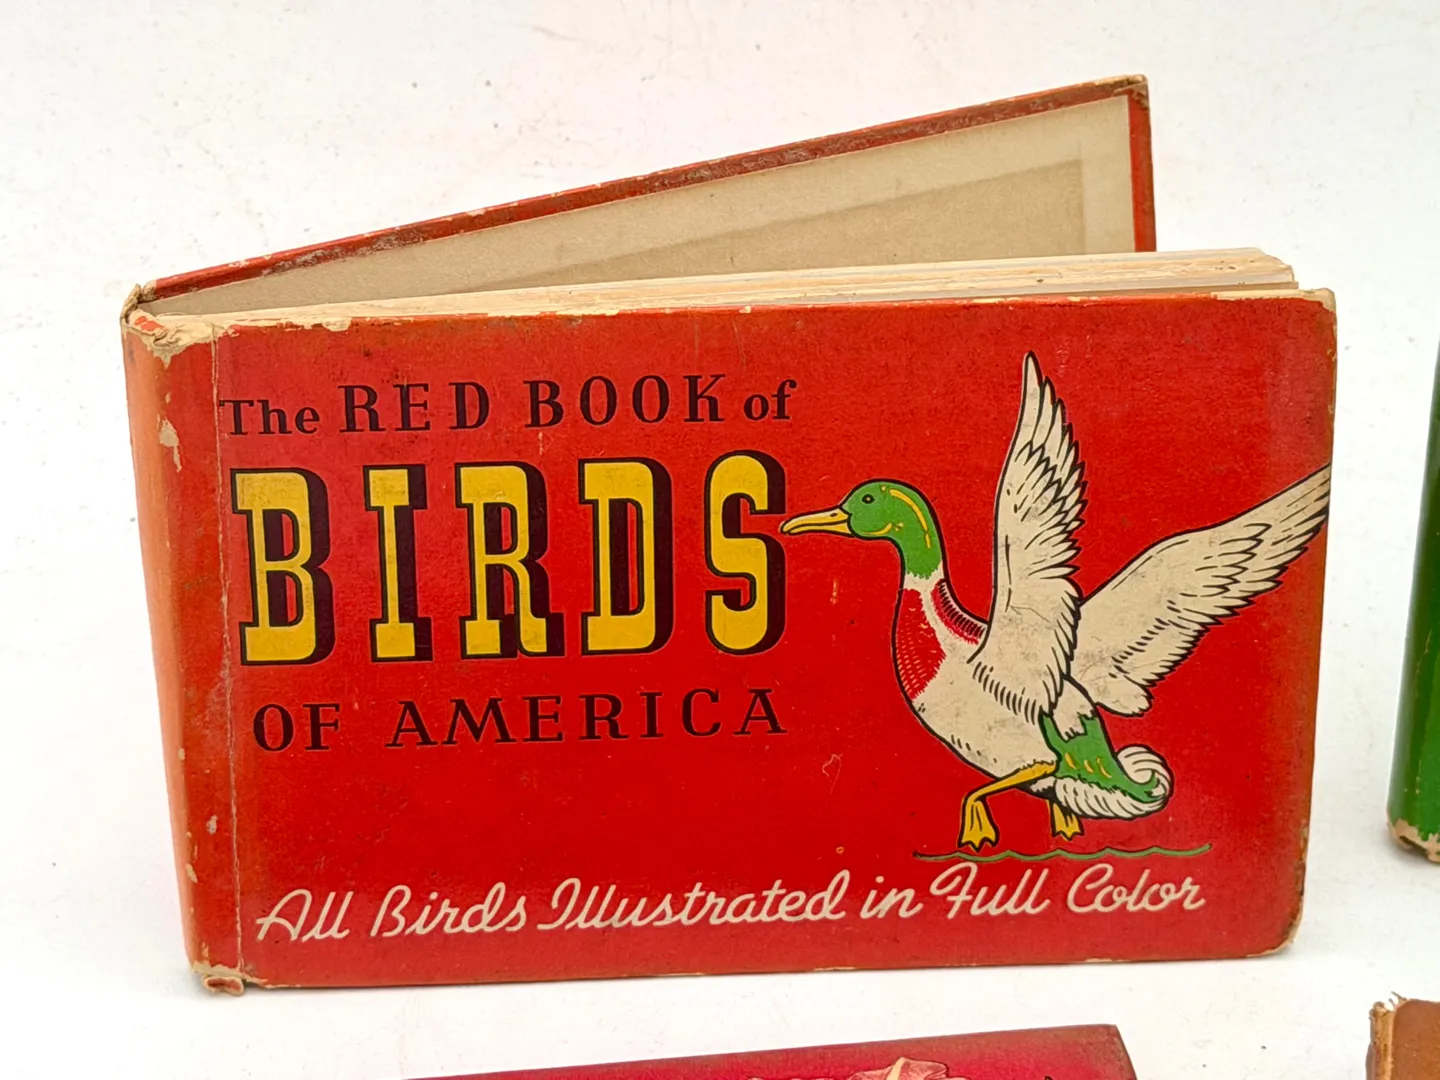 The RED BOOK of
BIRDS
OF AMERICA
All Birds Illustrated in Full Color